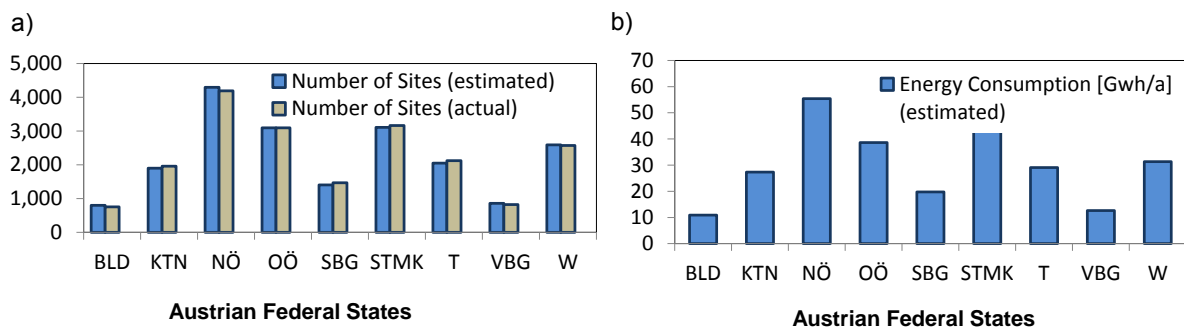 a)
5,000
4,000
3,000
2,000
1,000
0
Number of Sites (estimated)
Number of Sites (actual)
BLD KTN NÖ OÖ SBG STMK T VBG W
Austrian Federal States
b)
70
60
50
40
30
20
10
0
Energy Consumption [Gwh/a]
(estimated)
BLD KTN NÖ OÖ SBG STMK T VBG W
Austrian Federal States